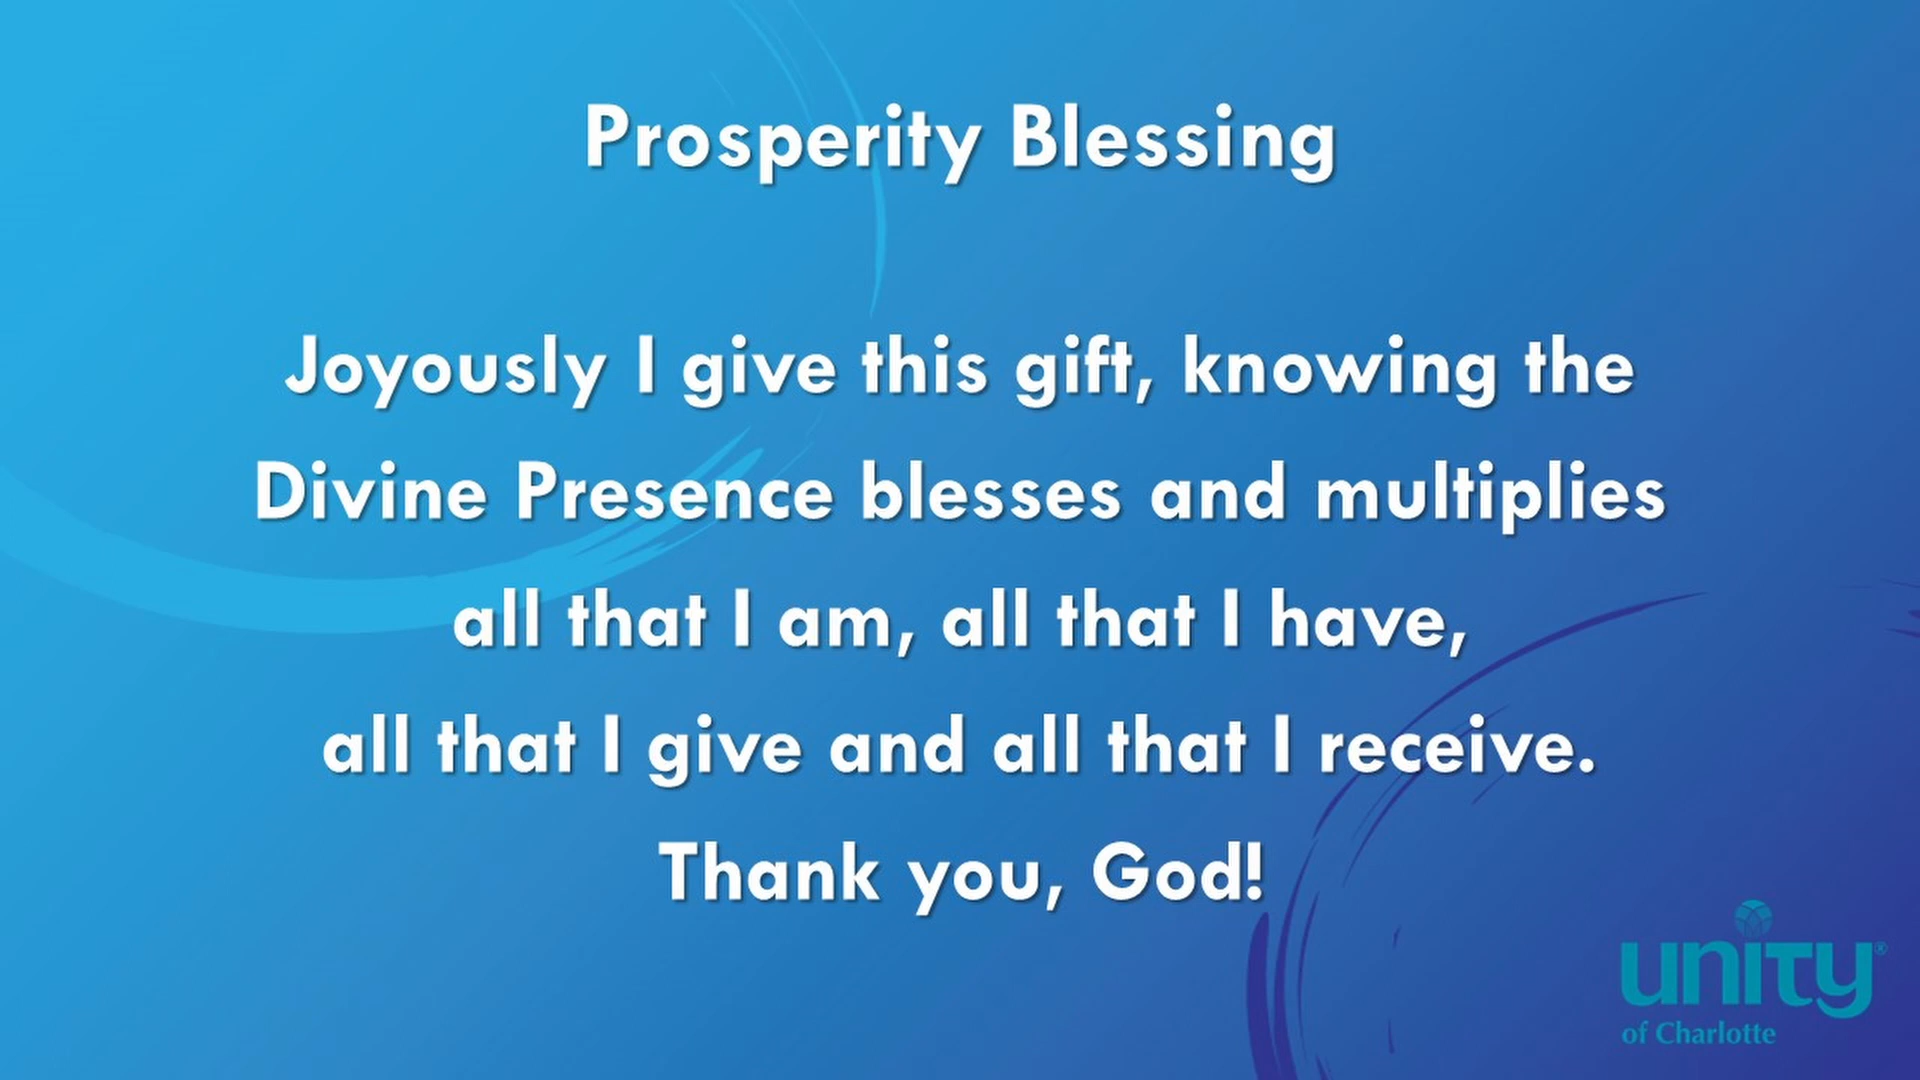 Prosperity Blessing
Joyously I give this gift, knowing the
Divine Presence blesses and multiplies
all that I am, all that I have,
all that I give and all that I receive.
Thank you, God!
unity®
of Charlotte